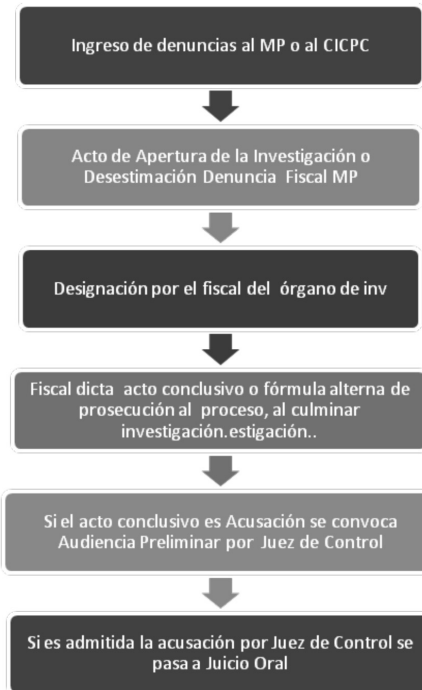 Ingreso de denuncias al MP o al CICPC
Acto de Apertura de la Investigación o
Desestimación Denuncia Fiscal MP
Designación por el fiscal del órgano de inv
Fiscal dicta acto conclusivo o fórmula alterna de
prosecución al proceso, al culminar
investigación.estigación..
Si el acto conclusivo es Acusación se convoca
Audiencia Preliminar por Juez de Control
Si es admitida la acusación por Juez de Control se
pasa a Juicio Oral